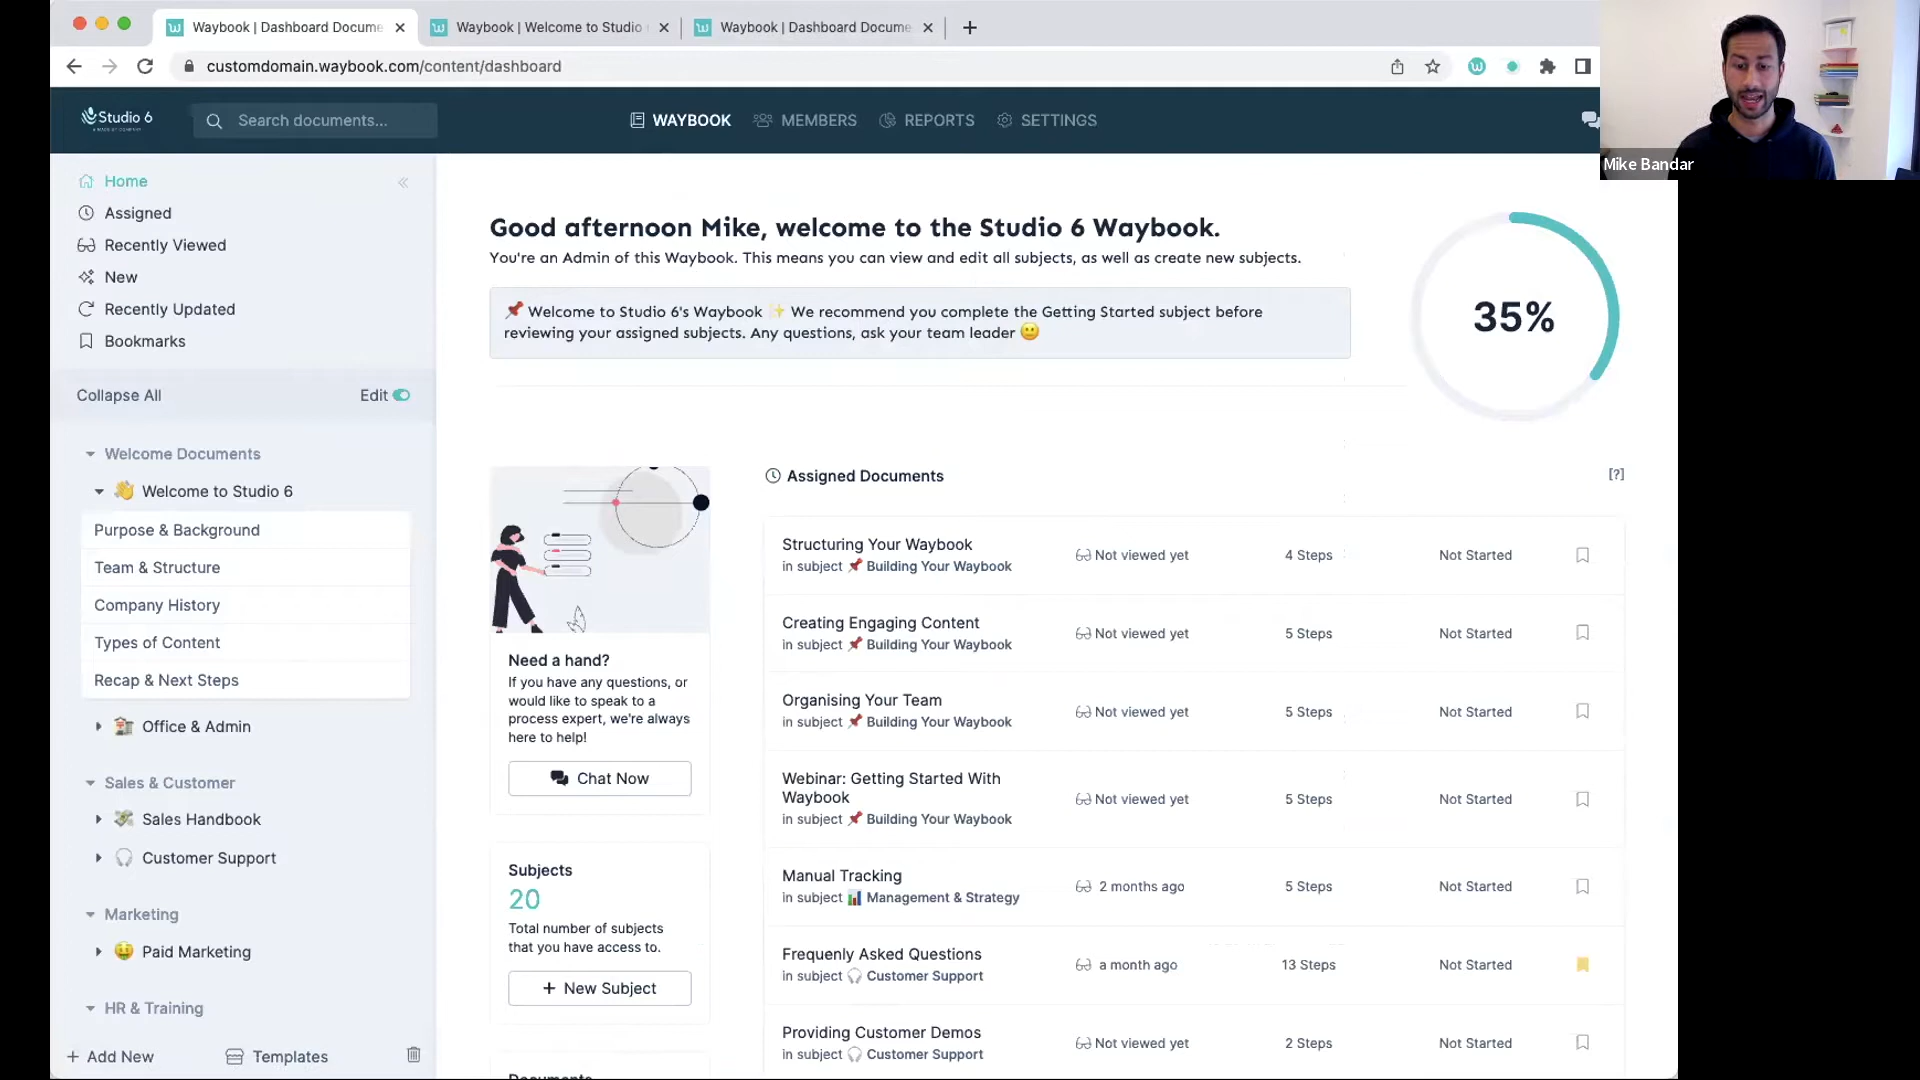 Waybook | Dashboard Docume
Waybook | Welcome to Studio
Waybook | Dashboard Docume
customdomain.waybook.com/content/dashboard
Studio 6
Search documents...
WAYBOOK
MEMBERS
REPORTS
SETTINGS
Mike Bandar
Home
Assigned
Recently Viewed
New
Recently Updated
Bookmarks
Collapse All
Edit
Welcome Documents
Welcome to Studio 6
Purpose & Background
Team & Structure
Company History
Types of Content
Recap & Next Steps
Office & Admin
Sales & Customer
Sales Handbook
Customer Support
Marketing
Paid Marketing
HR & Training
+ Add New
Templates
Good afternoon Mike, welcome to the Studio 6 Waybook.
You're an Admin of this Waybook. This means you can view and edit all subjects, as well as create new subjects.
📌 Welcome to Studio 6's Waybook ✨ We recommend you complete the Getting Started subject before
reviewing your assigned subjects. Any questions, ask your team leader 🙂
35%
Need a hand?
If you have any questions, or
would like to speak to a
process expert, we're always
here to help!
Chat Now
Subjects
20
Total number of subjects
that you have access to.
+ New Subject
Documents
Assigned Documents
[?]
Structuring Your Waybook
in subject 📌 Building Your Waybook
Not viewed yet
4 Steps
Not Started
Creating Engaging Content
in subject 📌 Building Your Waybook
Not viewed yet
5 Steps
Not Started
Organising Your Team
in subject 📌 Building Your Waybook
Not viewed yet
5 Steps
Not Started
Webinar: Getting Started With
Waybook
in subject 📌 Building Your Waybook
Not viewed yet
5 Steps
Not Started
Manual Tracking
in subject 📊 Management & Strategy
2 months ago
5 Steps
Not Started
Frequenly Asked Questions
in subject 🎧 Customer Support
a month ago
13 Steps
Not Started
Providing Customer Demos
in subject 🎧 Customer Support
Not viewed yet
2 Steps
Not Started